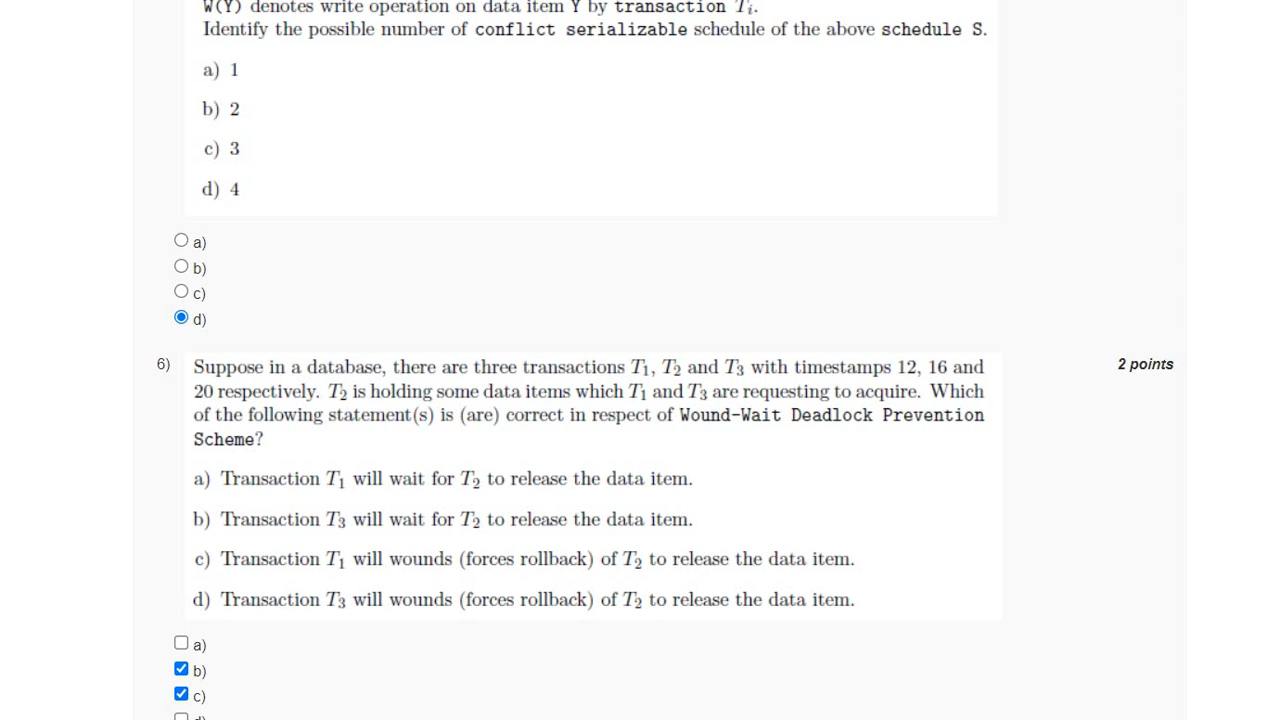 W(Y) denotes write operation on data item Y by transaction Ti.
Identify the possible number of conflict serializable schedule of the above schedule S.
a) 1
b) 2
c) 3
d) 4
a)
b)
c)
d)
6) Suppose in a database, there are three transactions T1, T2 and T3 with timestamps 12, 16 and 2 points
20 respectively. T2 is holding some data items which T1 and T3 are requesting to acquire. Which
of the following statement(s) is (are) correct in respect of Wound-Wait Deadlock Prevention
Scheme?
a) Transaction T1 will wait for T2 to release the data item.
b) Transaction T3 will wait for T2 to release the data item.
c) Transaction T1 will wounds (forces rollback) of T2 to release the data item.
d) Transaction T3 will wounds (forces rollback) of T2 to release the data item.
a)
b)
c)
d)